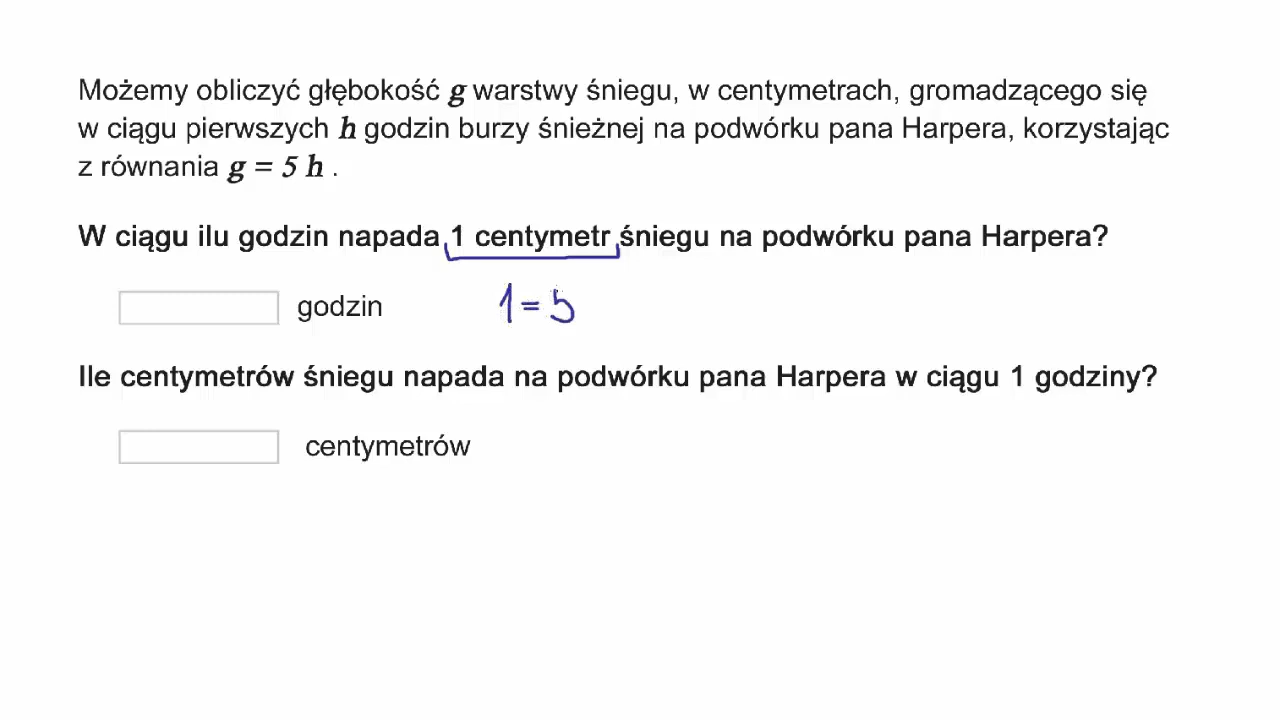 Możemy obliczyć głębokość g warstwy śniegu, w centymetrach, gromadzącego się
w ciągu pierwszych h godzin burzy śnieżnej na podwórku pana Harpera, korzystając
z równania g = 5 h .
W ciągu ilu godzin napada 1 centymetr śniegu na podwórku pana Harpera?
godzin 1 = 5
Ile centymetrów śniegu napada na podwórku pana Harpera w ciągu 1 godziny?
centymetrów